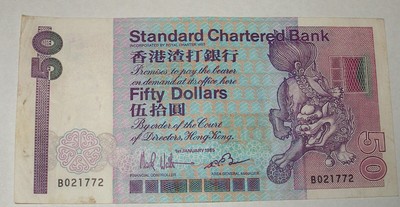 50
Standard Chartered Bank
INCORPORATED BY ROYAL CHARTER 1853
香港渣打銀行
Promises to pay the bearer
on demand at its office here
Fifty Dollars
伍拾圓
By order of the Court
of Directors, Hong Kong.
1st JANUARY 1985
FINANCIAL CONTROLLER AREA GENERAL MANAGER
B021772 B021772
50